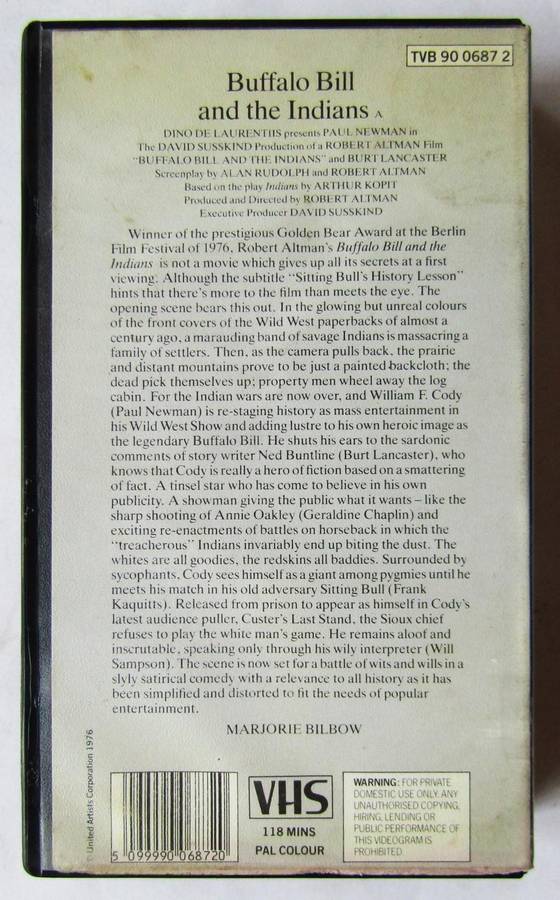 TVB 90 0687 2
Buffalo Bill
and the Indians A
DINO DE LAURENTIIS presents PAUL NEWMAN in
The DAVID SUSSKIND Production of a ROBERT ALTMAN Film
"BUFFALO BILL AND THE INDIANS" and BURT LANCASTER
Screenplay by ALAN RUDOLPH and ROBERT ALTMAN
Based on the play Indians by ARTHUR KOPIT
Produced and Directed by ROBERT ALTMAN
Executive Producer DAVID SUSSKIND
Winner of the prestigious Golden Bear Award at the Berlin
Film Festival of 1976, Robert Altman's Buffalo Bill and the
Indians is not a movie which gives up all its secrets at a first
viewing. Although the subtitle "Sitting Bull's History Lesson"
hints that there's more to the film than meets the eye. The
opening scene bears this out. In the glowing but unreal colours
of the front covers of the Wild West paperbacks of almost a
century ago, a marauding band of savage Indians is massacring a
family of settlers. Then, as the camera pulls back, the prairie
and distant mountains prove to be just a painted backcloth; the
dead pick themselves up; property men wheel away the log
cabin. For the Indian wars are now over, and William F. Cody
(Paul Newman) is re-staging history as mass entertainment in
his Wild West Show and adding lustre to his own heroic image as
the legendary Buffalo Bill. He shuts his ears to the sardonic
comments of story writer Ned Buntline (Burt Lancaster), who
knows that Cody is really a hero of fiction based on a smattering
of fact. A tinsel star who has come to believe in his own
publicity. A showman giving the public what it wants – like the
sharp shooting of Annie Oakley (Geraldine Chaplin) and
exciting re-enactments of battles on horseback in which the
"treacherous" Indians invariably end up biting the dust. The
whites are all goodies, the redskins all baddies. Surrounded by
sycophants, Cody sees himself as a giant among pygmies until he
meets his match in his old adversary Sitting Bull (Frank
Kaquitts). Released from prison to appear as himself in Cody's
latest audience puller, Custer's Last Stand, the Sioux chief
refuses to play the white man's game. He remains aloof and
inscrutable, speaking only through his wily interpreter (Will
Sampson). The scene is now set for a battle of wits and wills in a
slyly satirical comedy with a relevance to all history as it has
been simplified and distorted to fit the needs of popular
entertainment.
MARJORIE BILBOW
© United Artists Corporation 1976
5 099990 068720
VHS
118 MINS
PAL COLOUR
WARNING: FOR PRIVATE
DOMESTIC USE ONLY. ANY
UNAUTHORISED COPYING,
HIRING, LENDING OR
PUBLIC PERFORMANCE OF
THIS VIDEOGRAM IS
PROHIBITED.